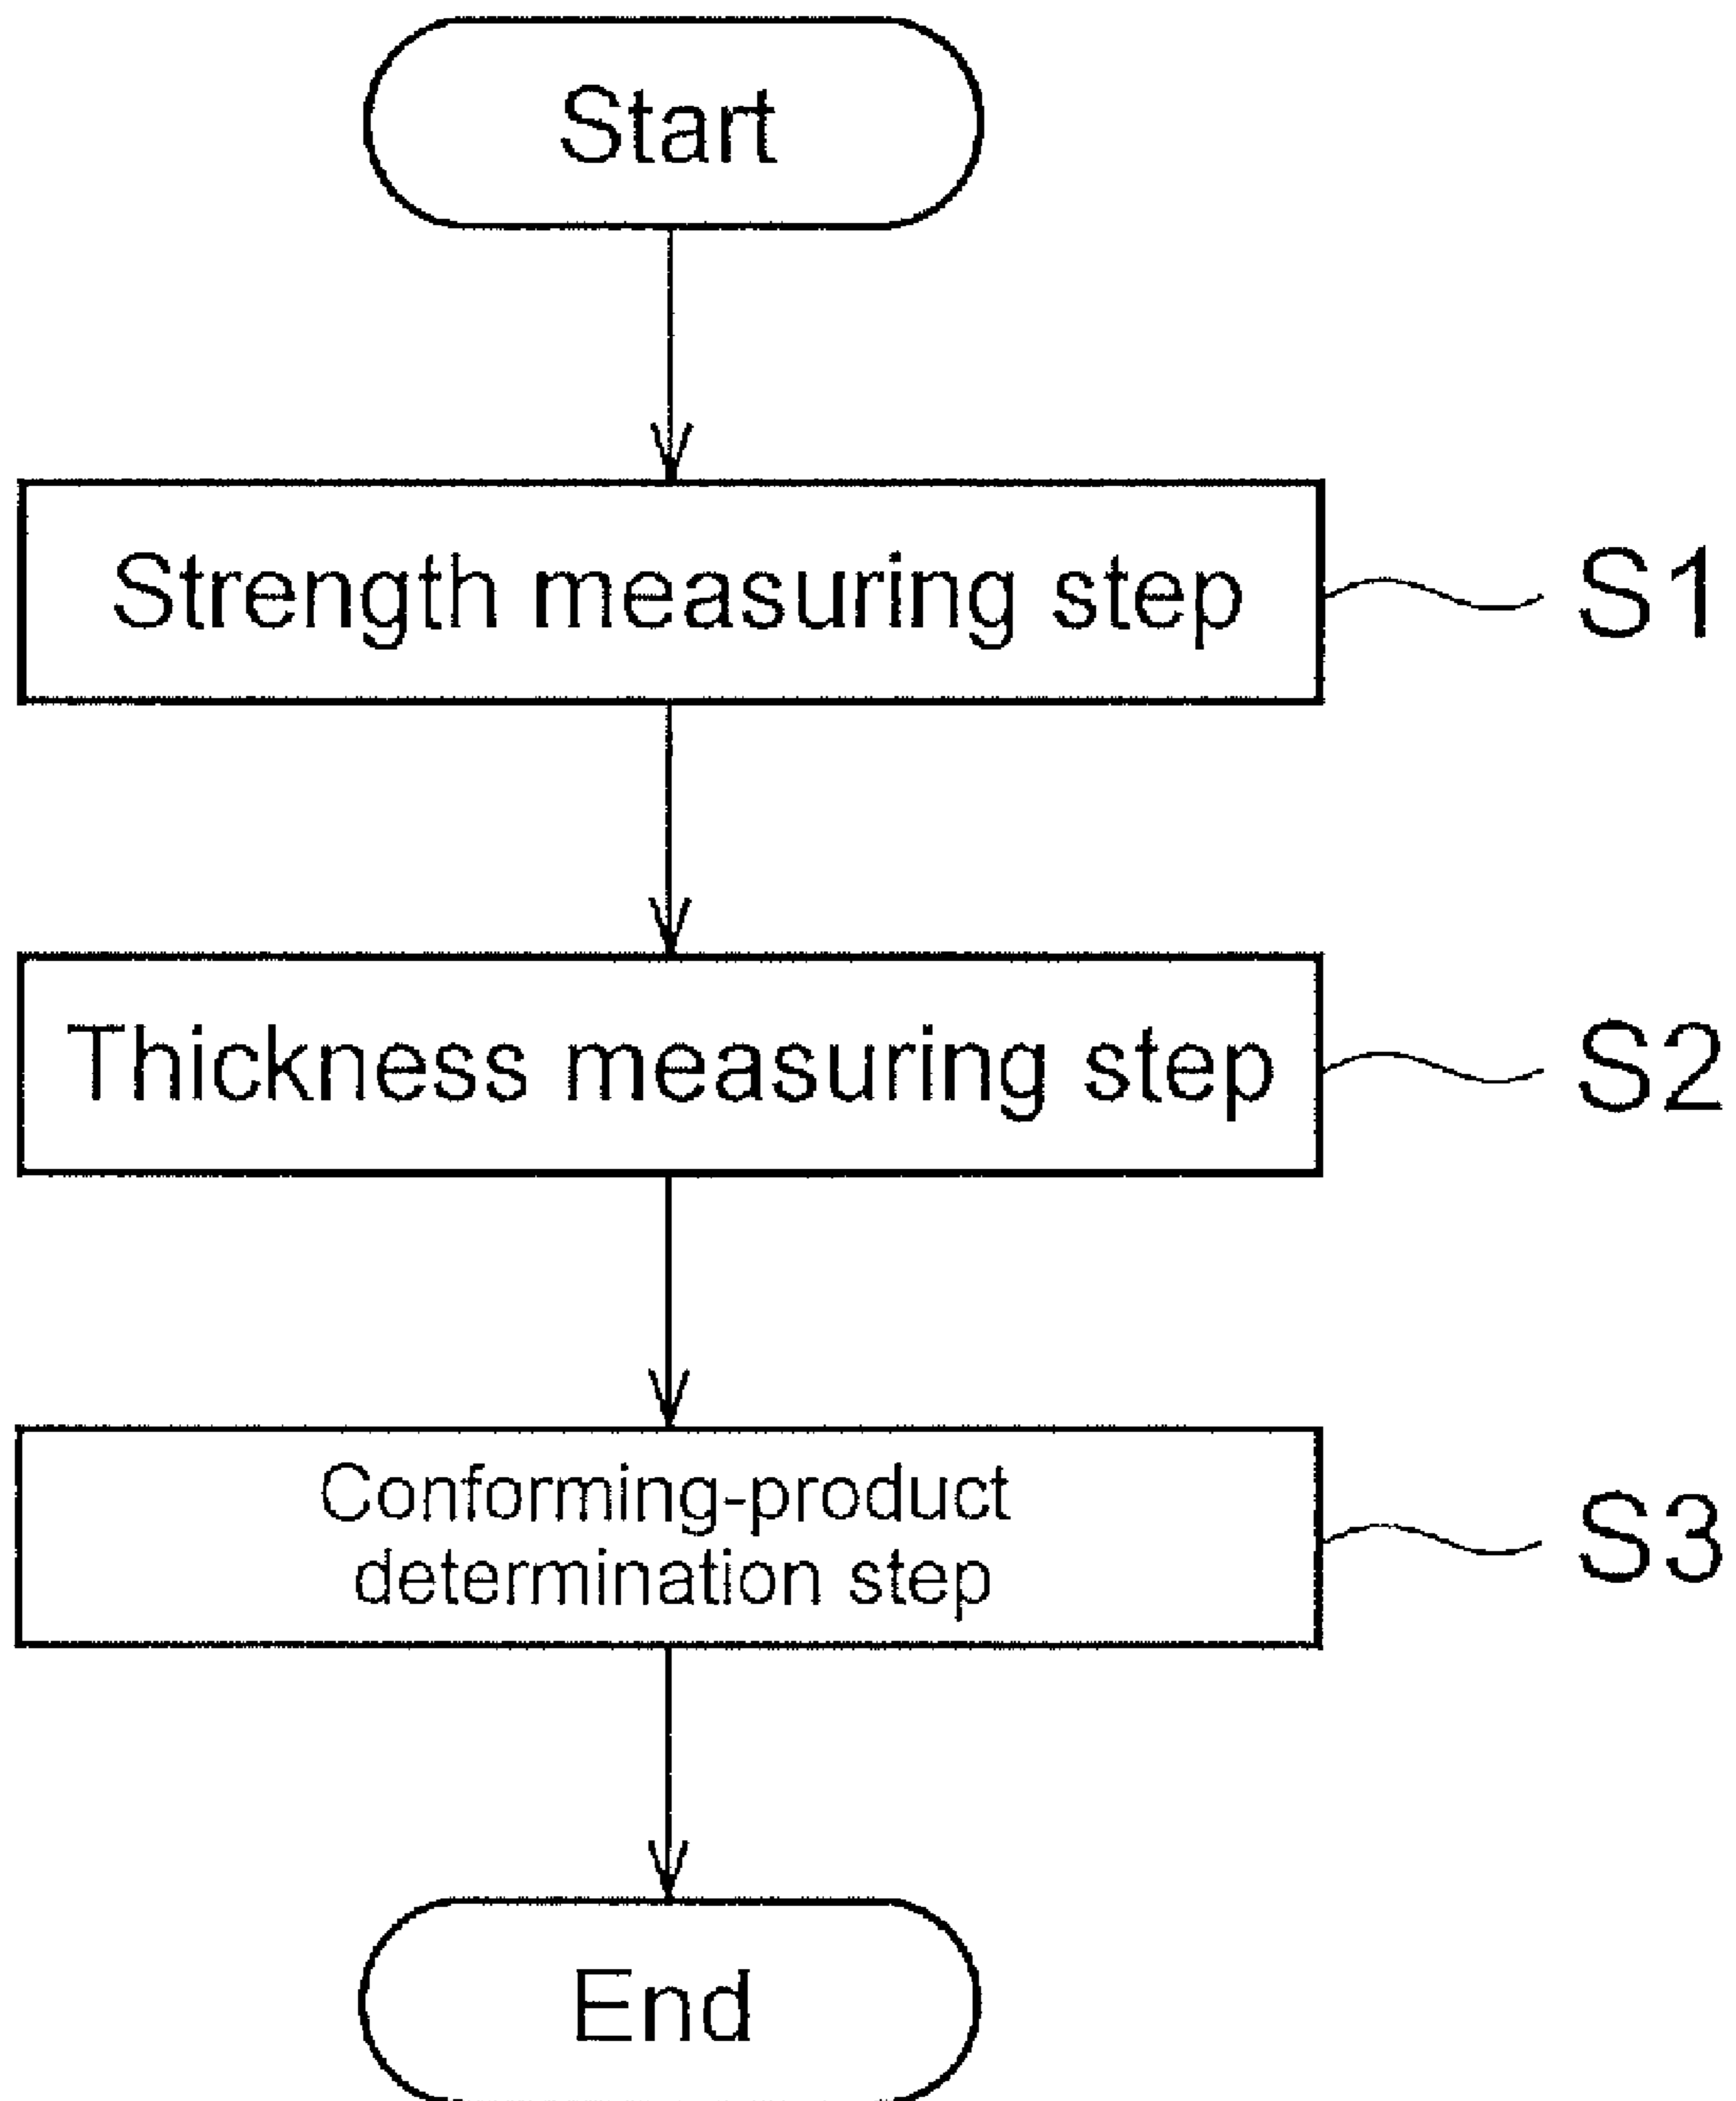 Start
Strength measuring step
S1
Thickness measuring step
S2
Conforming-product
determination step
S3
End